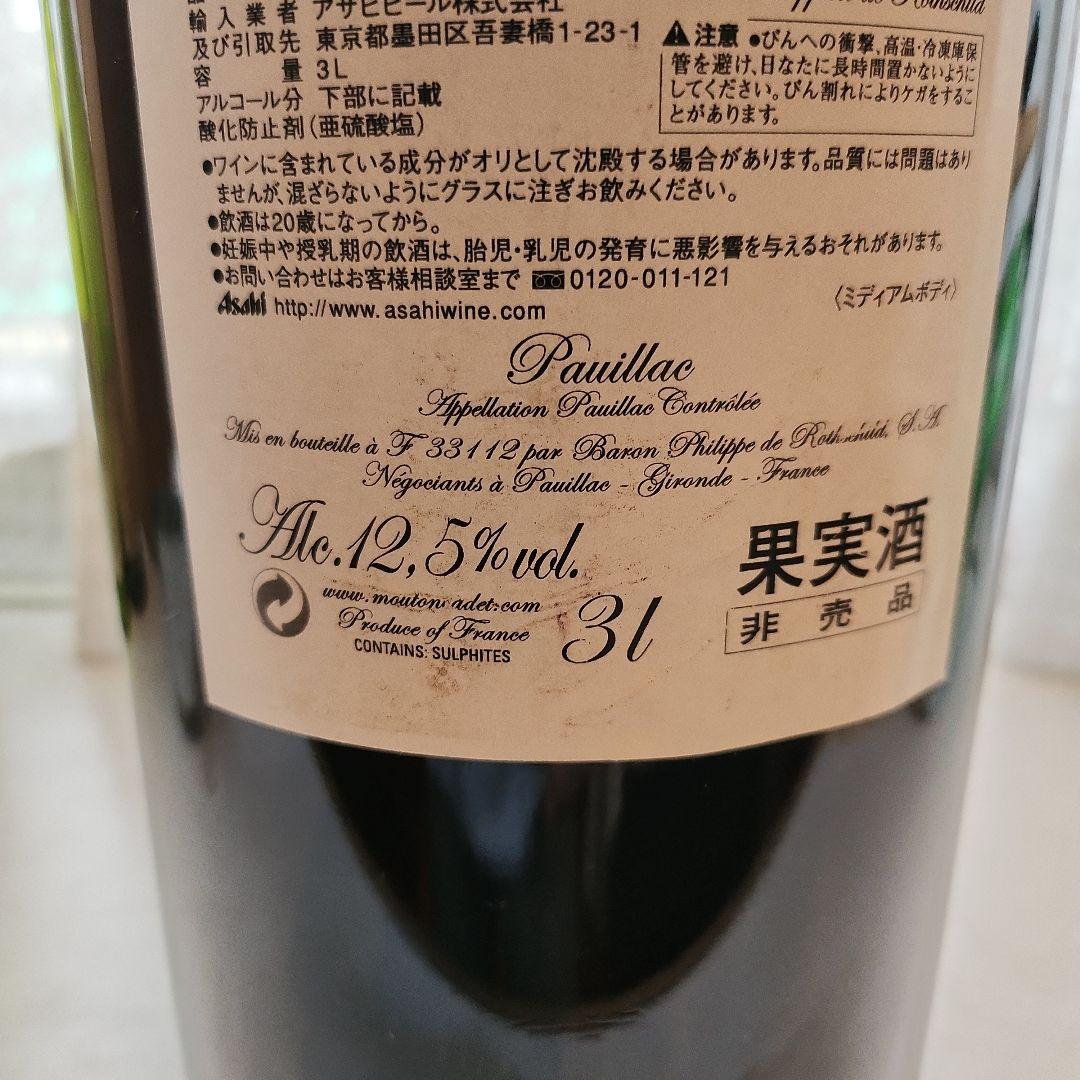 輸入業者 アサヒビール株式会社
de Rothschild
及び引取先 東京都墨田区吾妻橋1-23-1
容量 3L
アルコール分 下部に記載
酸化防止剤(亜硫酸塩)
⚠注意 ●びんへの衝撃、高温・冷凍庫保
管を避け、日なたに長時間置かないように
してください。びん割れによりケガをするこ
とがあります。
●ワインに含まれている成分がオリとして沈殿する場合があります。品質には問題はあり
ませんが、混ざらないようにグラスに注ぎお飲みください。
●飲酒は20歳になってから。
●妊娠中や授乳期の飲酒は、胎児・乳児の発育に悪影響を与えるおそれがあります。
●お問い合わせはお客様相談室まで 0120-011-121
Asahi http://www.asahiwine.com
〈ミディアムボディ〉
Pauillac
Appellation Pauillac Contrôlée
Mis en bouteille à F 33112 par Baron Philippe de Rothschild, S.A.
Négociants à Pauillac - Gironde - France
Alc.12,5%vol.
www.moutoncadet.com
Produce of France
CONTAINS: SULPHITES
3l
果実酒
非売品